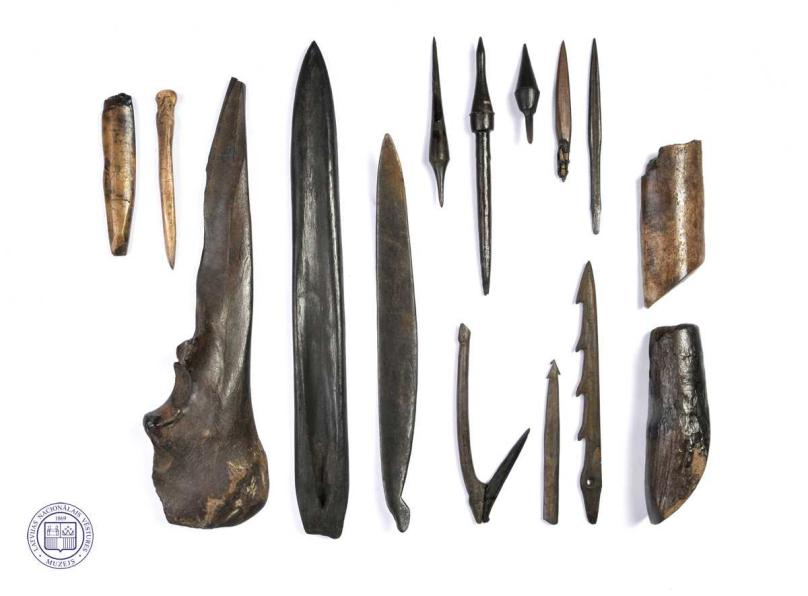 LATVIJAS NACIONĀLAIS VĒSTURES
MUZEJS
1869